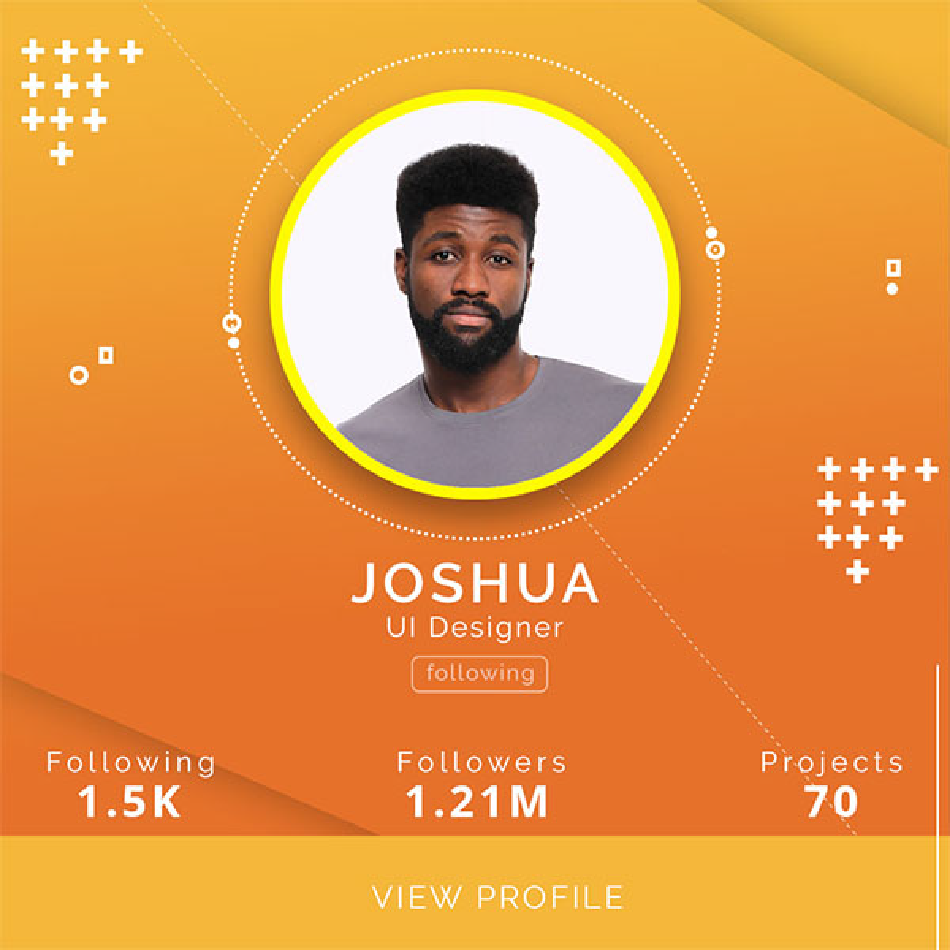 JOSHUA
UI Designer
following
Following Followers Projects
1.5K 1.21M 70
VIEW PROFILE